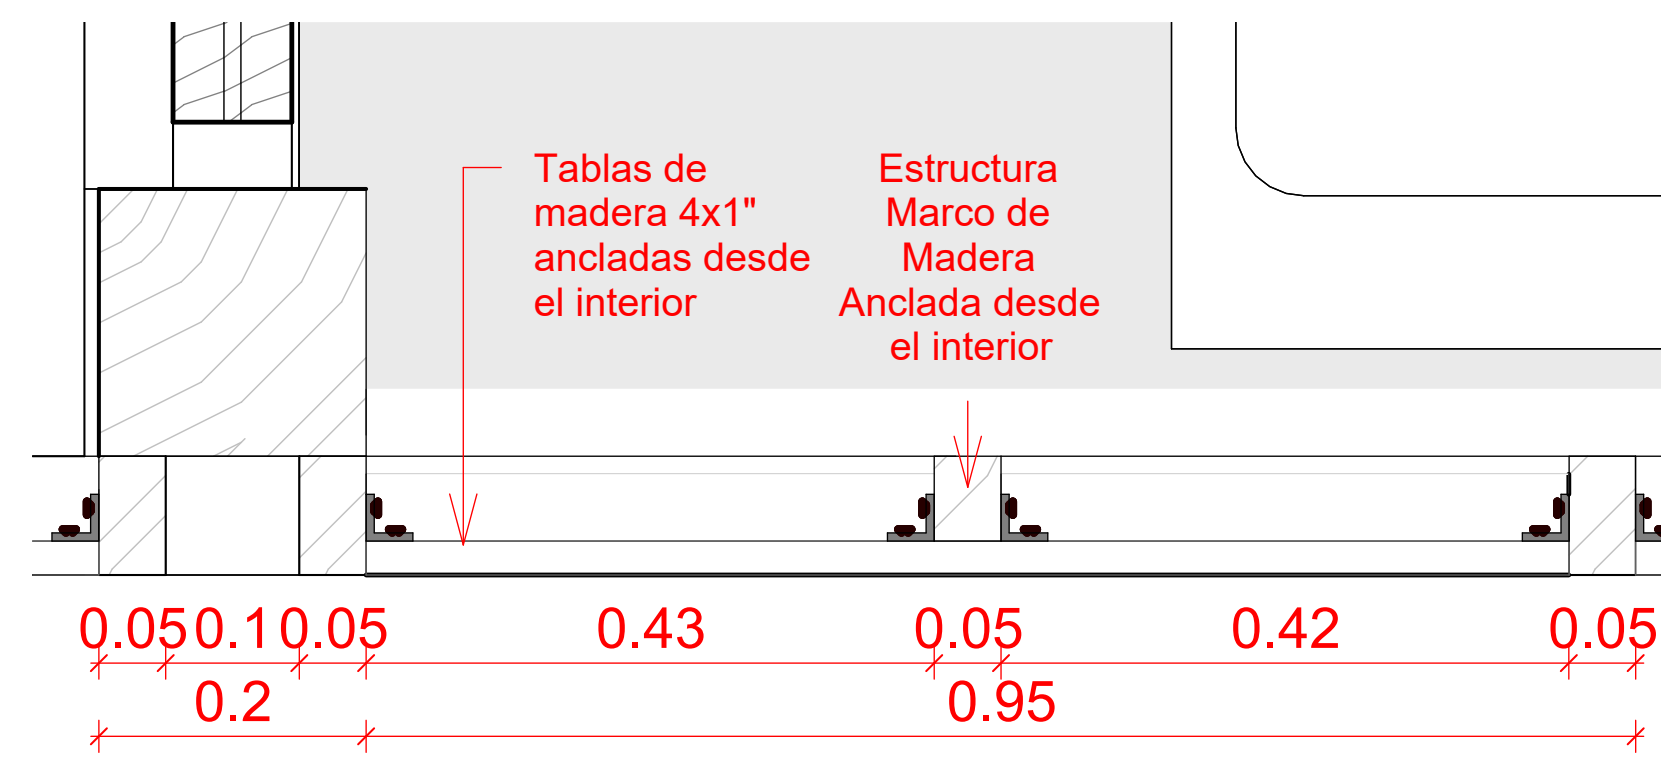 Tablas de
madera 4x1"
ancladas desde
el interior
Estructura
Marco de
Madera
Anclada desde
el interior
0.05 0.1 0.05 0.43 0.05 0.42 0.05
0.2 0.95